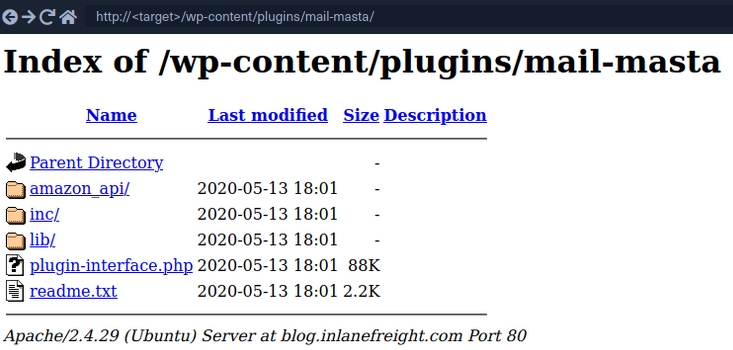 http://<target>/wp-content/plugins/mail-masta/
Index of /wp-content/plugins/mail-masta
Name Last modified Size Description
Parent Directory -
amazon_api/ 2020-05-13 18:01 -
inc/ 2020-05-13 18:01 -
lib/ 2020-05-13 18:01 -
plugin-interface.php 2020-05-13 18:01 88K
readme.txt 2020-05-13 18:01 2.2K
Apache/2.4.29 (Ubuntu) Server at blog.inlanefreight.com Port 80